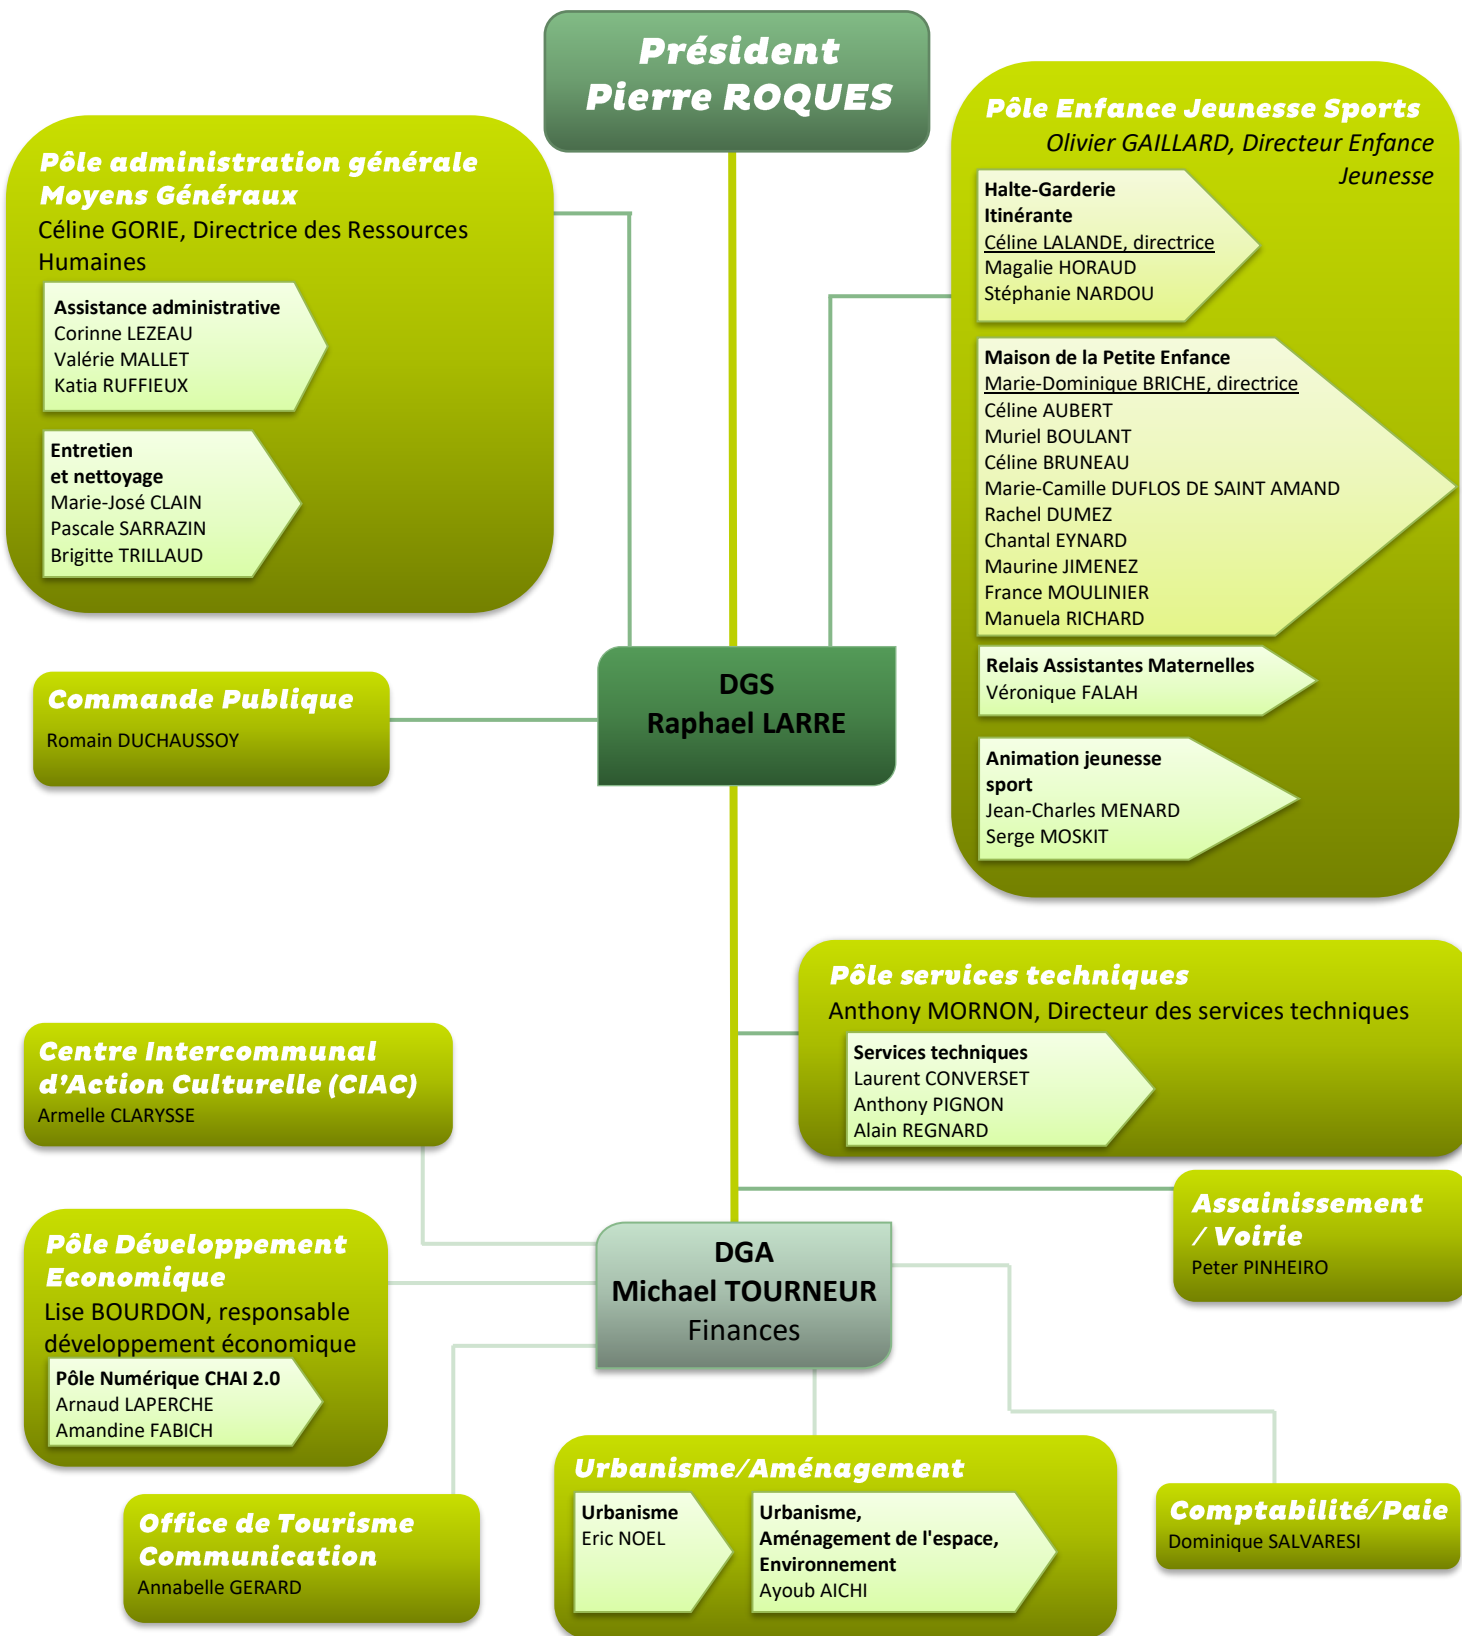 Président
Pierre ROQUES
Pôle administration générale
Moyens Généraux
Céline GORIE, Directrice des Ressources
Humaines
Assistance administrative
Corinne LEZEAU
Valérie MALLET
Katia RUFFIEUX
Entretien
et nettoyage
Marie-José CLAIN
Pascale SARRAZIN
Brigitte TRILLAUD
Pôle Enfance Jeunesse Sports
Olivier GAILLARD, Directeur Enfance
Jeunesse
Halte-Garderie
Itinérante
Céline LALANDE, directrice
Magalie HORAUD
Stéphanie NARDOU
Maison de la Petite Enfance
Marie-Dominique BRICHE, directrice
Céline AUBERT
Muriel BOULANT
Céline BRUNEAU
Marie-Camille DUFLOS DE SAINT AMAND
Rachel DUMEZ
Chantal EYNARD
Maurine JIMENEZ
France MOULINIER
Manuela RICHARD
Relais Assistantes Maternelles
Véronique FALAH
Animation jeunesse
sport
Jean-Charles MENARD
Serge MOSKIT
Commande Publique
Romain DUCHAUSSOY
DGS
Raphael LARRE
Pôle services techniques
Anthony MORNON, Directeur des services techniques
Services techniques
Laurent CONVERSET
Anthony PIGNON
Alain REGNARD
Centre Intercommunal
d'Action Culturelle (CIAC)
Armelle CLARYSSE
Assainissement
/ Voirie
Peter PINHEIRO
Pôle Développement
Economique
Lise BOURDON, responsable
développement économique
Pôle Numérique CHAI 2.0
Arnaud LAPERCHE
Amandine FABICH
DGA
Michael TOURNEUR
Finances
Office de Tourisme
Communication
Annabelle GERARD
Urbanisme/Aménagement
Urbanisme
Eric NOEL
Urbanisme,
Aménagement de l'espace,
Environnement
Ayoub AICHI
Comptabilité/Paie
Dominique SALVARESI